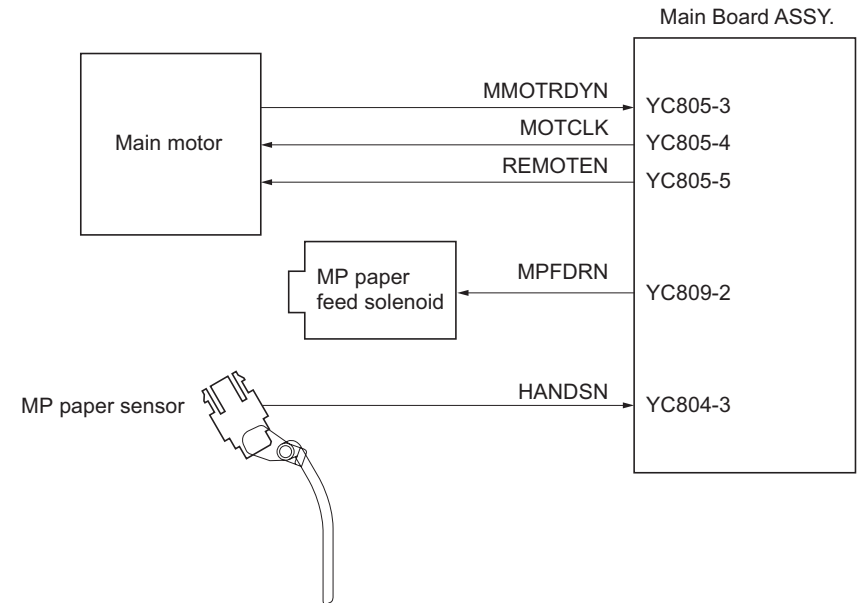 Main Board ASSY.
MMOTRDYN
YC805-3
Main motor
MOTCLK
YC805-4
REMOTEN
YC805-5
MP paper
feed solenoid
MPFDRN
YC809-2
MP paper sensor
HANDSN
YC804-3